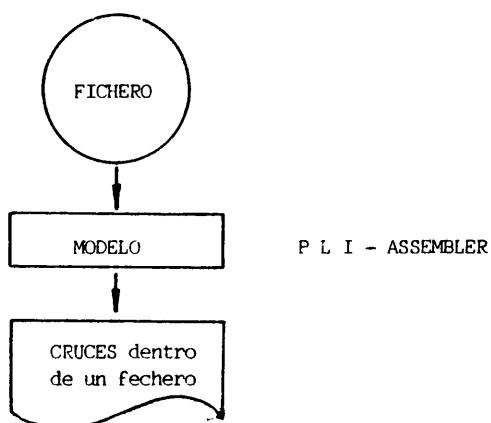 FICHERO
MODELO
P L I - ASSEMBLER
CRUCES dentro
de un fechero